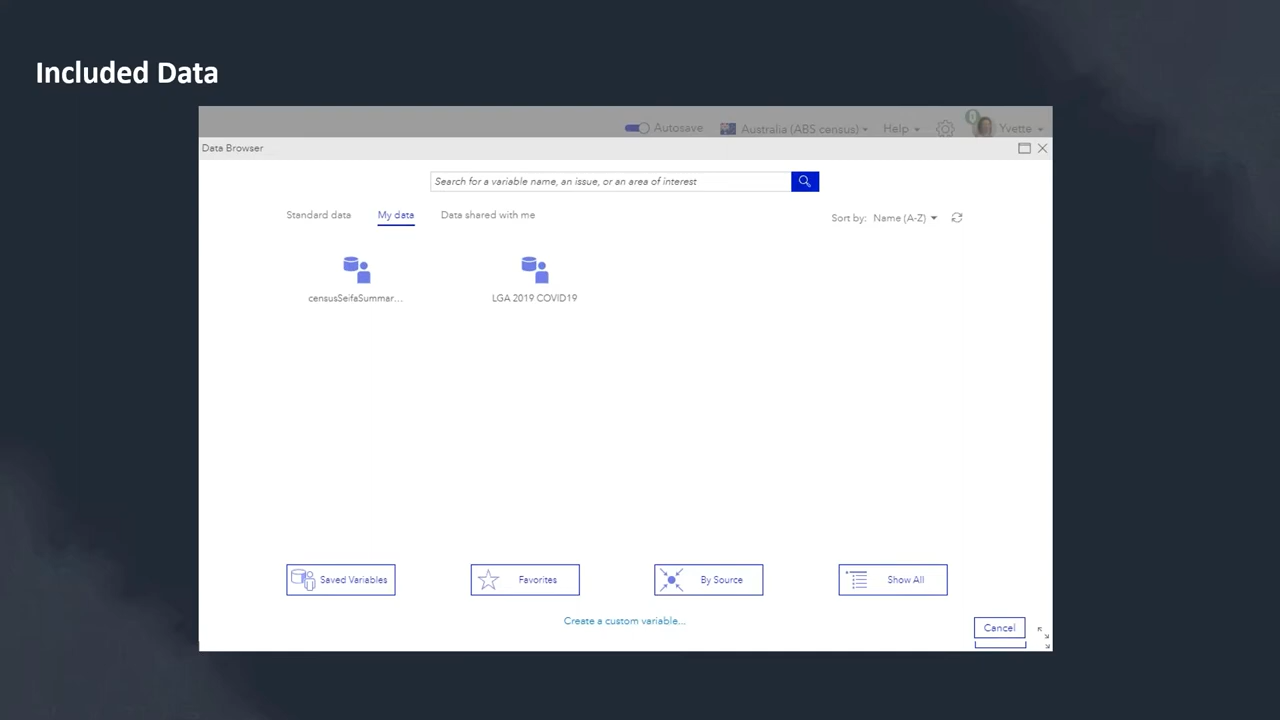 Included Data
Autosave Australia (ABS census) Help 0 Yvette
Data Browser
Search for a variable name, an issue, or an area of interest
Standard data My data Data shared with me Sort by: Name (A-Z)
censusSeifaSummar... LGA 2019 COVID19
Saved Variables Favorites By Source Show All
Create a custom variable...
Cancel